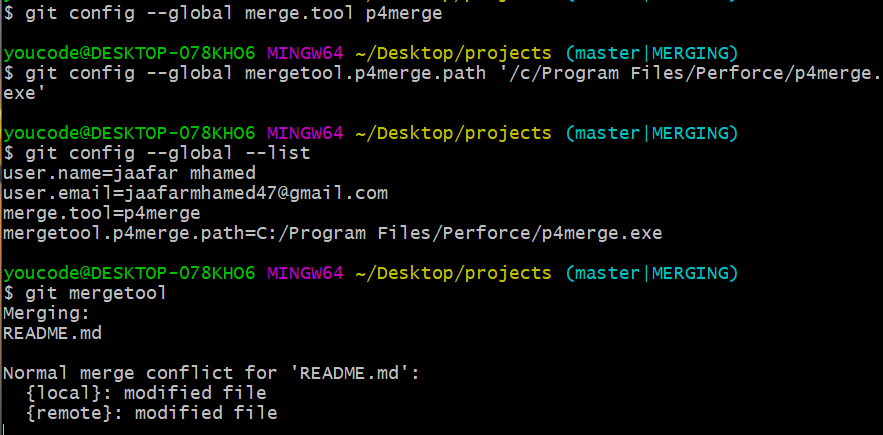 $ git config --global merge.tool p4merge
youcode@DESKTOP-078KHO6 MINGW64 ~/Desktop/projects (master|MERGING)
$ git config --global mergetool.p4merge.path '/c/Program Files/Perforce/p4merge.
exe'
youcode@DESKTOP-078KHO6 MINGW64 ~/Desktop/projects (master|MERGING)
$ git config --global --list
user.name=jaafar mhamed
user.email=jaafarmhamed47@gmail.com
merge.tool=p4merge
mergetool.p4merge.path=C:/Program Files/Perforce/p4merge.exe
youcode@DESKTOP-078KHO6 MINGW64 ~/Desktop/projects (master|MERGING)
$ git mergetool
Merging:
README.md
Normal merge conflict for 'README.md':
{local}: modified file
{remote}: modified file